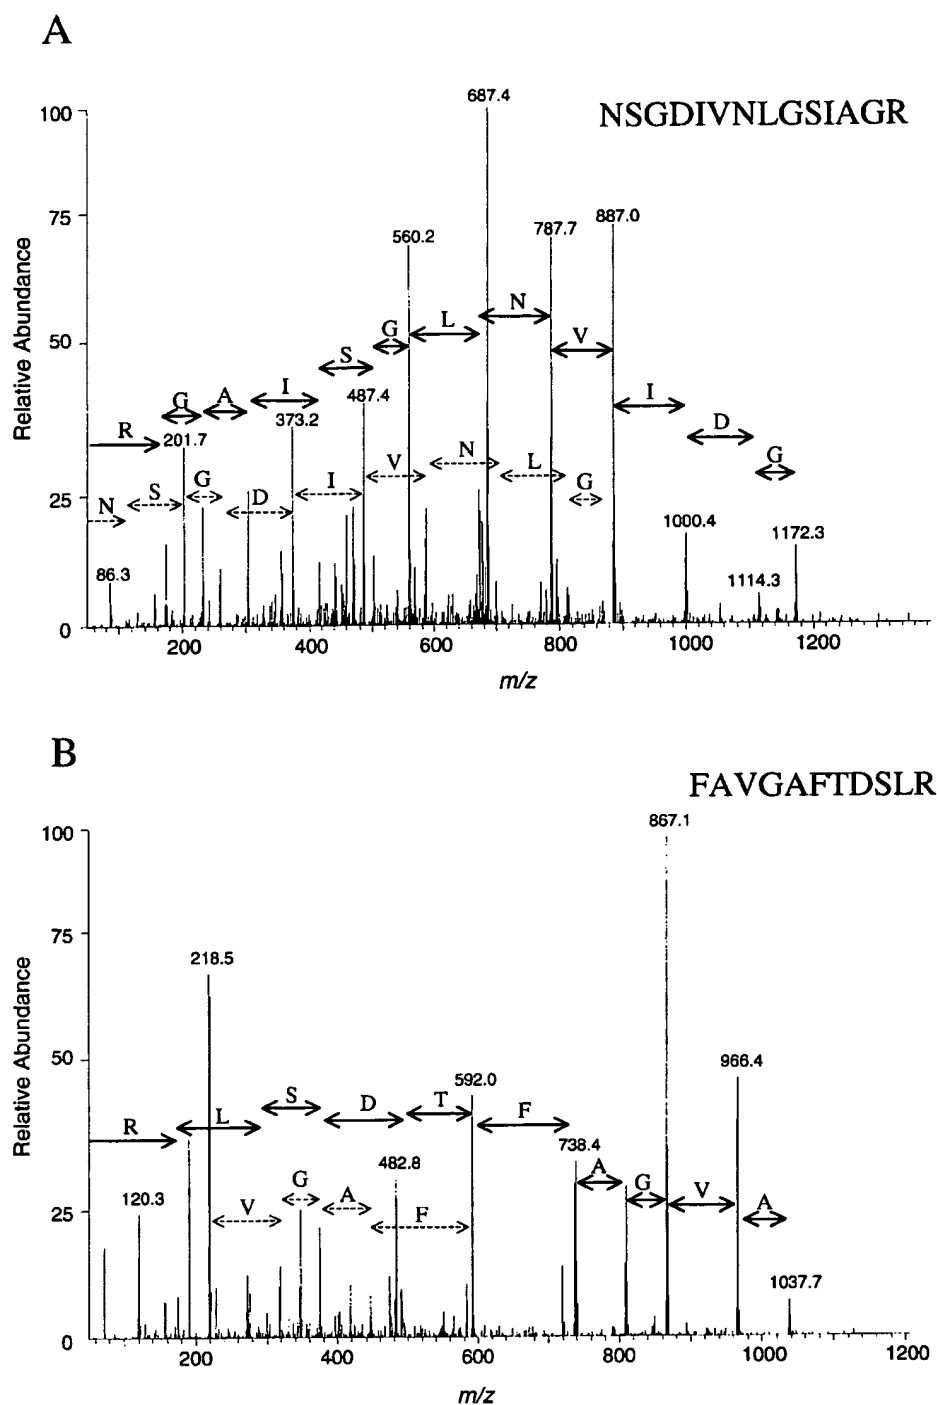 A
NSGDIVNLGSIAGR
Relative Abundance
100
75
50
25
0
687.4
887.0
787.7
560.2
N
L
G
V
S
I
A
G
R
487.4
373.2
201.7
I
D
G
N
S
G
D
I
V
N
L
G
86.3
1000.4
1172.3
1114.3
200 400 600 800 1000 1200
m/z
B
FAVGAFTDSLR
Relative Abundance
100
75
50
25
0
867.1
218.5
966.4
592.0
R
L
S
D
T
F
738.4
A
G
V
A
482.8
120.3
V
G
A
F
1037.7
200 400 600 800 1000 1200
m/z